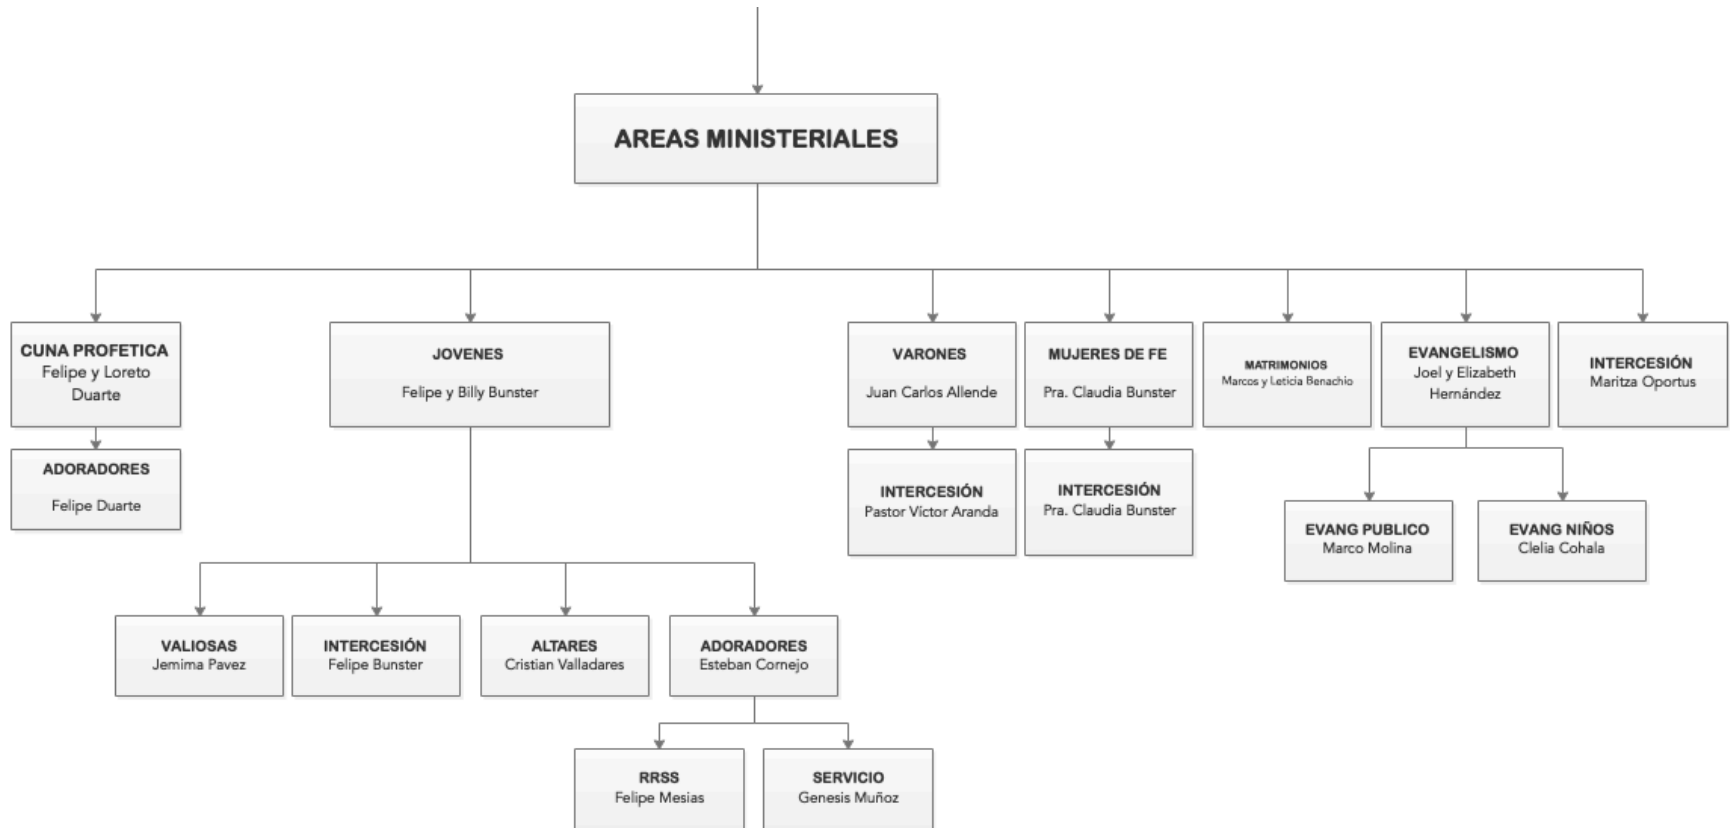 AREAS MINISTERIALES
CUNA PROFETICA
Felipe y Loreto
Duarte
JOVENES
Felipe y Billy Bunster
VARONES
Juan Carlos Allende
MUJERES DE FE
Pra. Claudia Bunster
MATRIMONIOS
Marcos y Leticia Benachio
EVANGELISMO
Joel y Elizabeth
Hernández
INTERCESIÓN
Maritza Oportus
ADORADORES
Felipe Duarte
INTERCESIÓN
Pastor Víctor Aranda
INTERCESIÓN
Pra. Claudia Bunster
EVANG PUBLICO
Marco Molina
EVANG NIÑOS
Clelia Cohala
VALIOSAS
Jemima Pavez
INTERCESIÓN
Felipe Bunster
ALTARES
Cristian Valladares
ADORADORES
Esteban Cornejo
RRSS
Felipe Mesias
SERVICIO
Genesis Muñoz